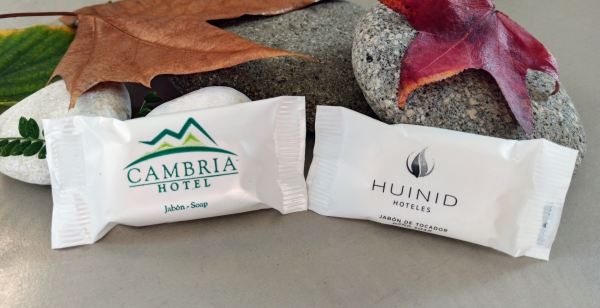 CAMBRIA
HOTEL
Jabón - Soap
HUINID
HOTELES
JABÓN DE TOCADOR